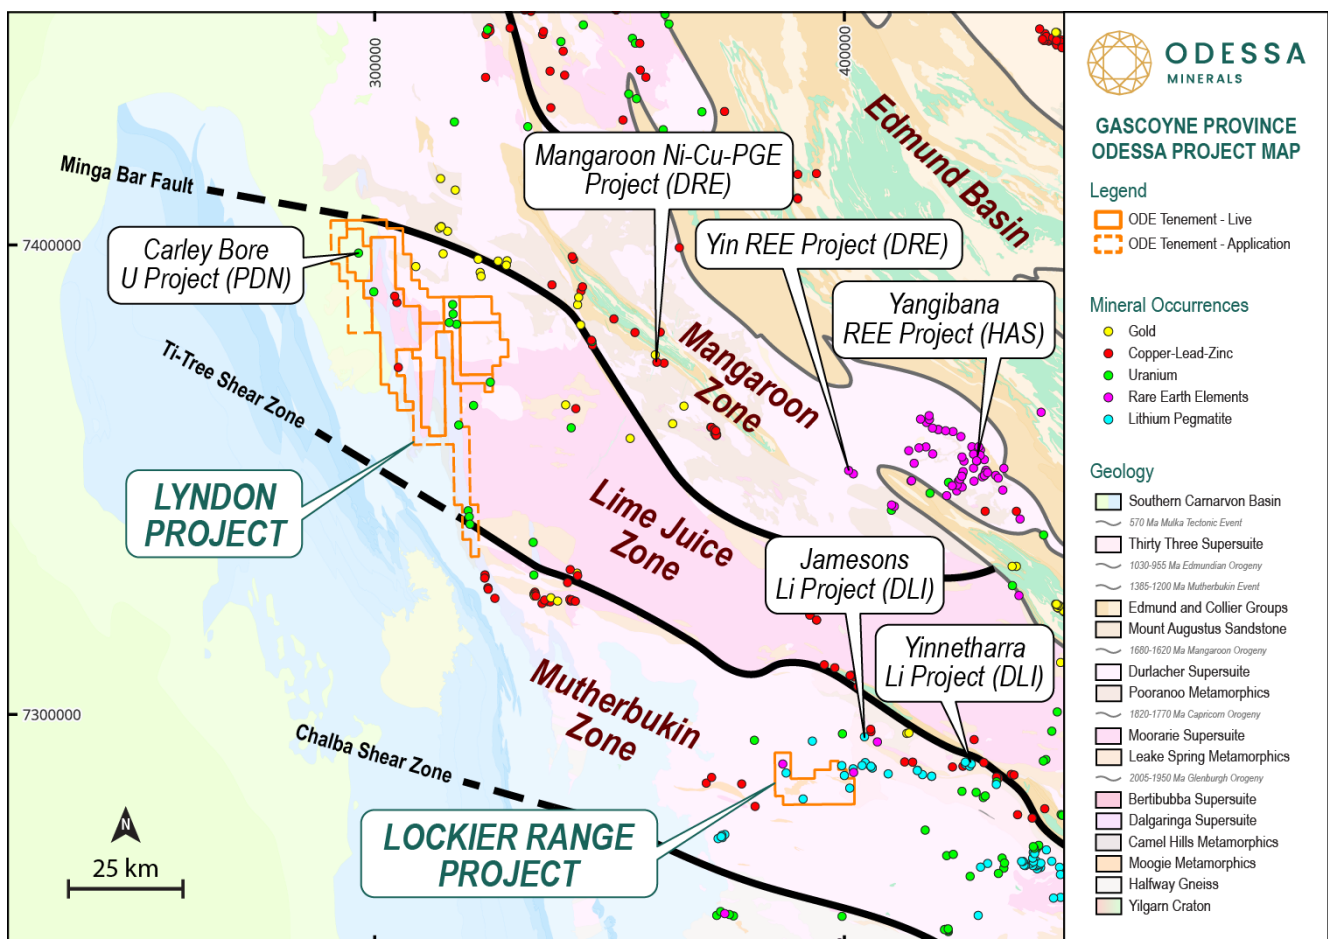 300000
400000
Minga Bar Fault
7400000
Carley Bore
U Project (PDN)
Mangaroon Ni-Cu-PGE
Project (DRE)
Edmund Basin
Yin REE Project (DRE)
Yangibana
REE Project (HAS)
Ti-Tree Shear Zone
Mangaroon
Zone
LYNDON
PROJECT
Lime Juice
Zone
Jamesons
Li Project (DLI)
Yinnetharra
Li Project (DLI)
Mutherbukin
Zone
7300000
Chalba Shear Zone
LOCKIER RANGE
PROJECT
N
25 km
ODESSA
MINERALS
GASCOYNE PROVINCE
ODESSA PROJECT MAP
Legend
ODE Tenement - Live
ODE Tenement - Application
Mineral Occurrences
Gold
Copper-Lead-Zinc
Uranium
Rare Earth Elements
Lithium Pegmatite
Geology
Southern Carnarvon Basin
570 Ma Mulka Tectonic Event
Thirty Three Supersuite
1030-955 Ma Edmundian Orogeny
1385-1200 Ma Mutherbukin Event
Edmund and Collier Groups
Mount Augustus Sandstone
1680-1620 Ma Mangaroon Orogeny
Durlacher Supersuite
Pooranoo Metamorphics
1820-1770 Ma Capricorn Orogeny
Moorarie Supersuite
Leake Spring Metamorphics
2005-1950 Ma Glenburgh Orogeny
Bertibubba Supersuite
Dalgaringa Supersuite
Camel Hills Metamorphics
Moogie Metamorphics
Halfway Gneiss
Yilgarn Craton